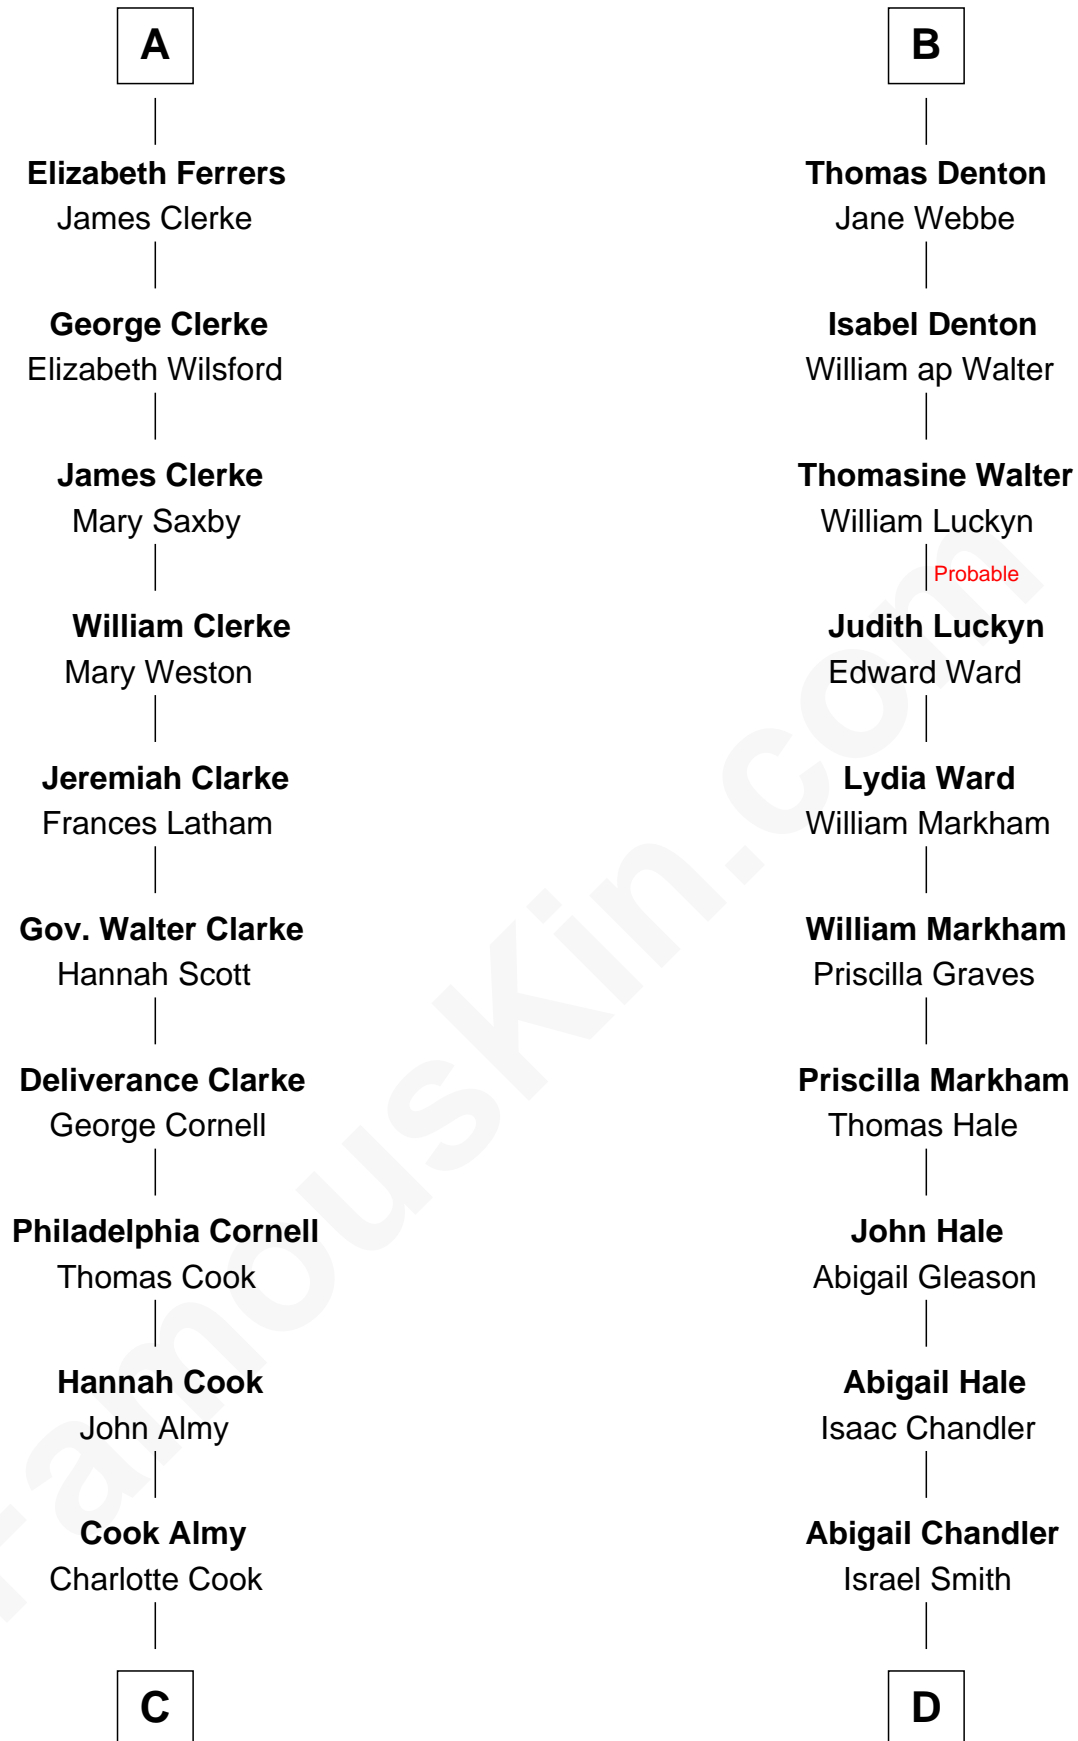 A
Elizabeth Ferrers
James Clerke
George Clerke
Elizabeth Wilsford
James Clerke
Mary Saxby
William Clerke
Mary Weston
Jeremiah Clarke
Frances Latham
Gov. Walter Clarke
Hannah Scott
Deliverance Clarke
George Cornell
Philadelphia Cornell
Thomas Cook
Hannah Cook
John Almy
Cook Almy
Charlotte Cook
C
B
Thomas Denton
Jane Webbe
Isabel Denton
William ap Walter
Thomasine Walter
William Luckyn
Probable
Judith Luckyn
Edward Ward
Lydia Ward
William Markham
William Markham
Priscilla Graves
Priscilla Markham
Thomas Hale
John Hale
Abigail Gleason
Abigail Hale
Isaac Chandler
Abigail Chandler
Israel Smith
D
FamousKin.com